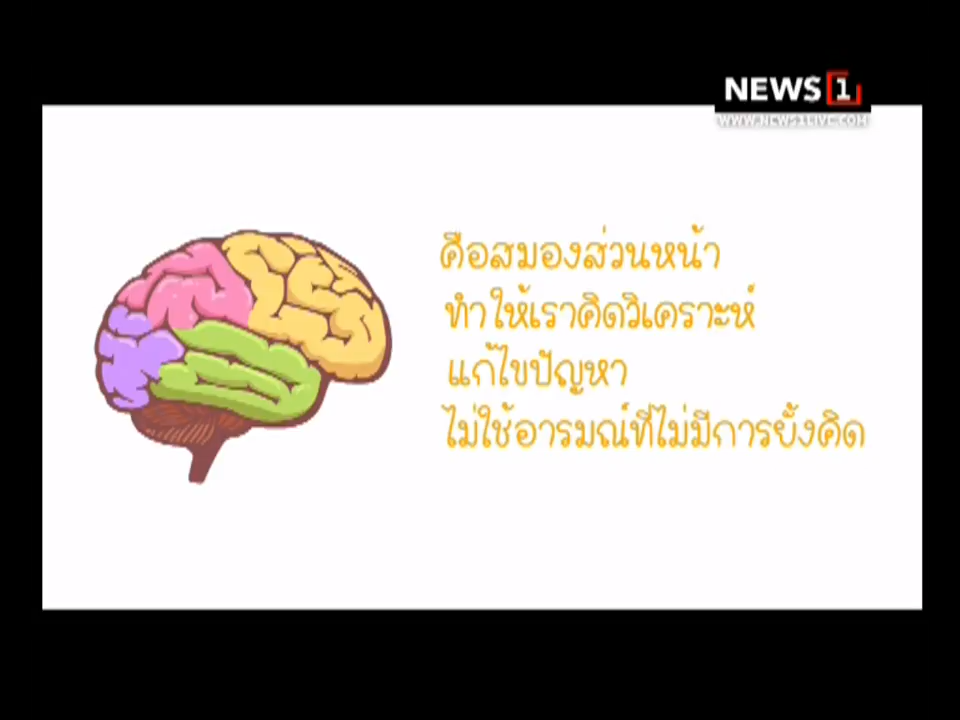 NEWS 1
WWW.NEWS1LIVE.COM
คือสมองส่วนหน้า
ทำให้เราคิดวิเคราะห์
แก้ไขปัญหา
ไม่ใช้อารมณ์ที่ไม่มีการยั้งคิด